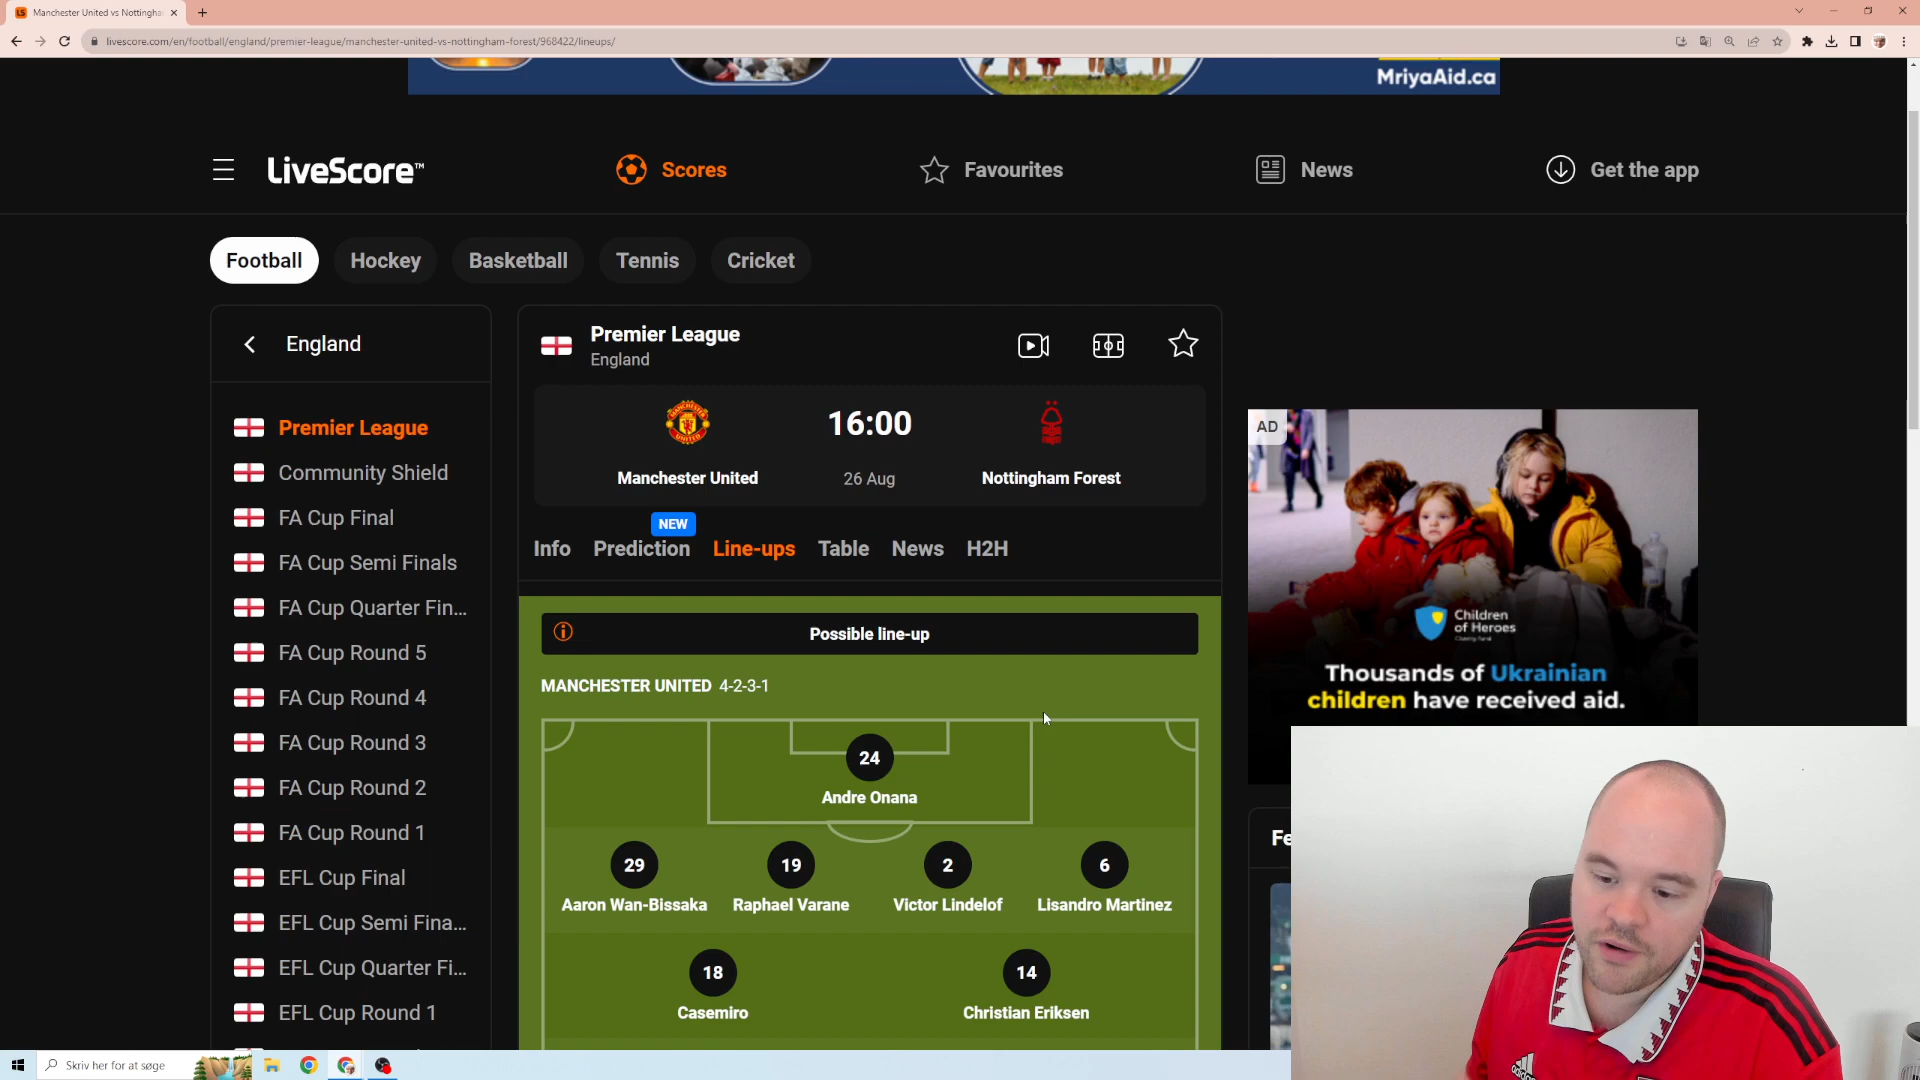 Manchester United vs Nottingha
livescore.com/en/football/england/premier-league/manchester-united-vs-nottingham-forest/968422/lineups/
MriyaAid.ca
LiveScore™
Scores
Favourites
News
Get the app
Football
Hockey
Basketball
Tennis
Cricket
England
Premier League
Community Shield
FA Cup Final
FA Cup Semi Finals
FA Cup Quarter Fin...
FA Cup Round 5
FA Cup Round 4
FA Cup Round 3
FA Cup Round 2
FA Cup Round 1
EFL Cup Final
EFL Cup Semi Fina...
EFL Cup Quarter Fi...
EFL Cup Round 1
Premier League
England
16:00
Manchester United
26 Aug
Nottingham Forest
NEW
Info
Prediction
Line-ups
Table
News
H2H
Possible line-up
MANCHESTER UNITED 4-2-3-1
24
Andre Onana
29
19
2
6
Aaron Wan-Bissaka
Raphael Varane
Victor Lindelof
Lisandro Martinez
18
14
Casemiro
Christian Eriksen
AD
Children
of Heroes
Thousands of Ukrainian
children have received aid.
Fe
Skriv her for at søge